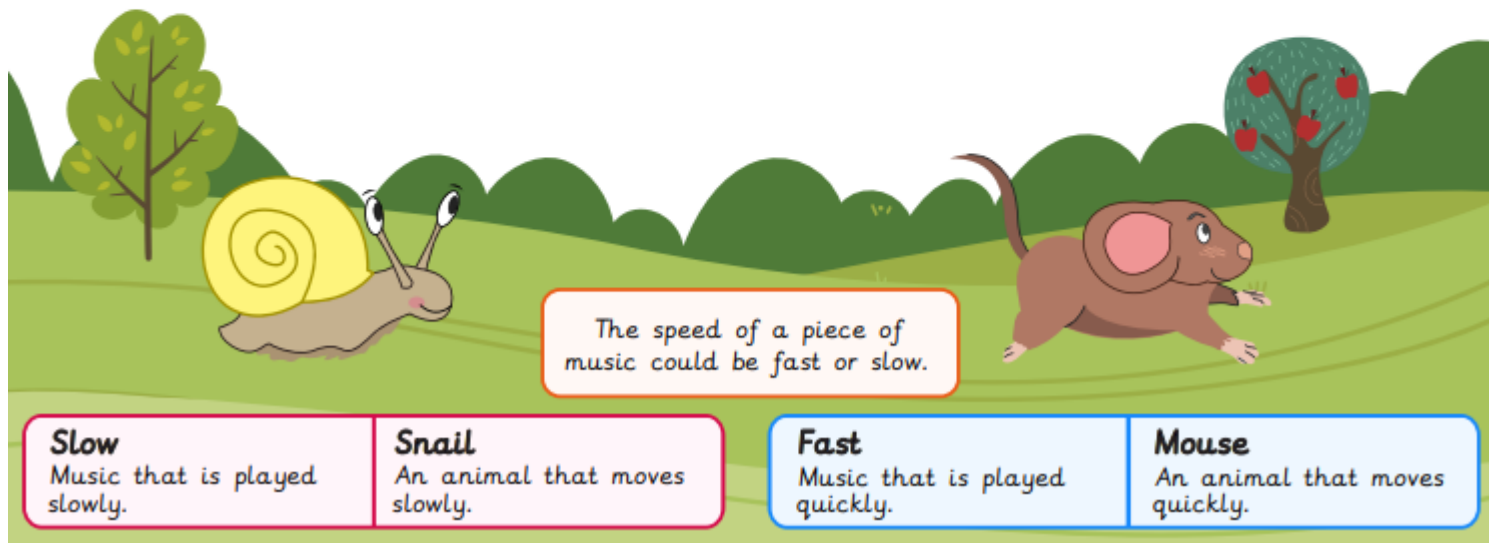 The speed of a piece of
music could be fast or slow.
Slow
Music that is played
slowly.
Snail
An animal that moves
slowly.
Fast
Music that is played
quickly.
Mouse
An animal that moves
quickly.